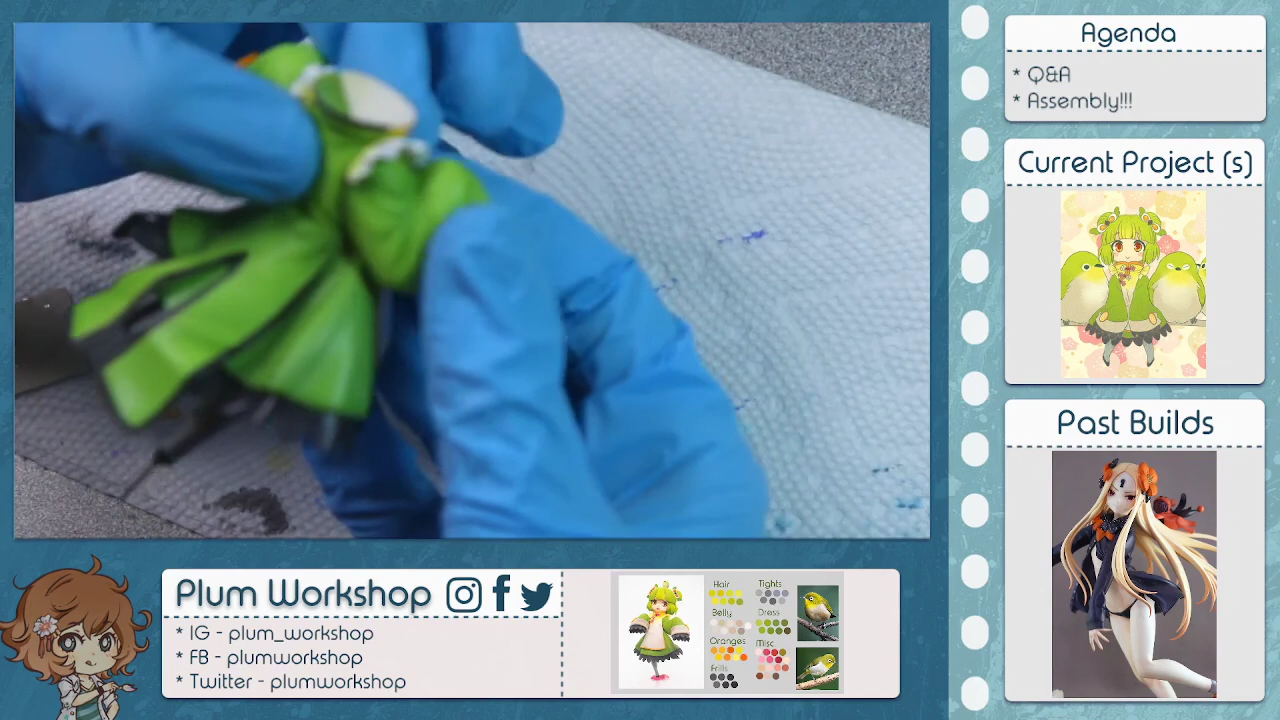 Agenda
* Q&A
* Assembly!!!
Current Project (s)
Past Builds
Plum Workshop
* IG - plum_workshop
* FB - plumworkshop
* Twitter - plumworkshop
Hair
Tights
Belly
Dress
Oranges
Misc.
Frills